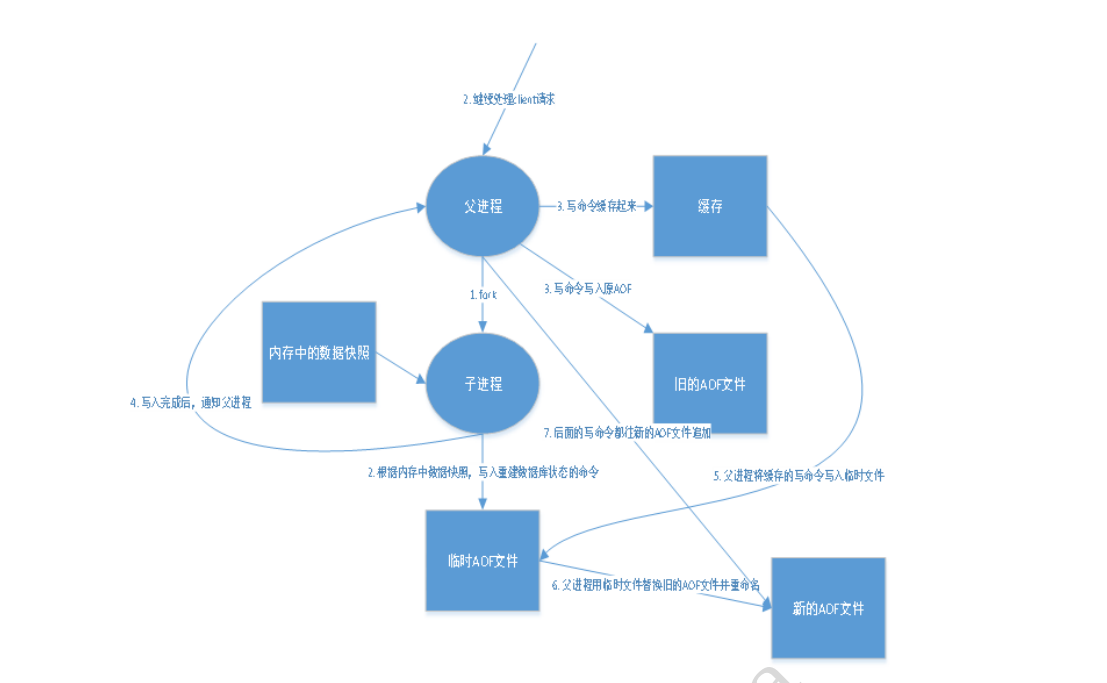 2.继续处理client请求
父进程
3.写命令缓存起来
缓存
1.fork
3.写命令写入原AOF
内存中的数据快照
子进程
旧的AOF文件
4.写入完成后，通知父进程
7.后面的写命令都往新的AOF文件追加
2.根据内存中数据快照，写入重建数据库状态的命令
5.父进程将缓存的写命令写入临时文件
临时AOF文件
6.父进程用临时文件替换旧的AOF文件并重命名
新的AOF文件